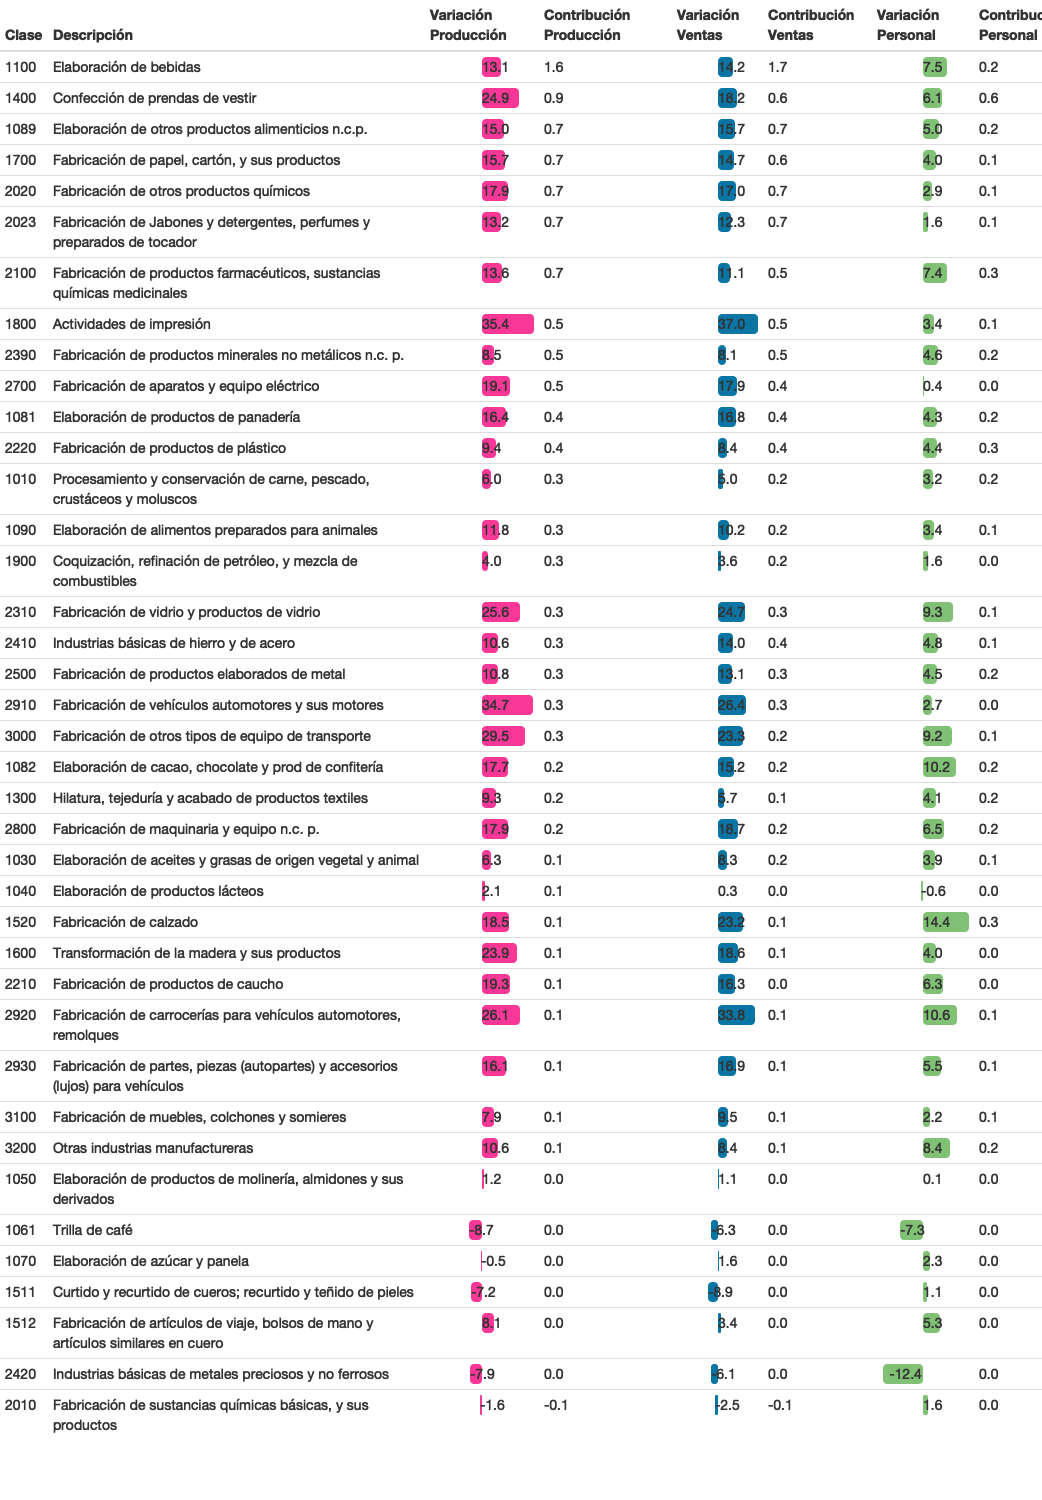 Variación Contribución Variación Contribución Variación Contribuc
Clase Descripción Producción Producción Ventas Ventas Personal Personal
1100 Elaboración de bebidas 13.1 1.6 14.2 1.7 7.5 0.2
1400 Confección de prendas de vestir 24.9 0.9 18.2 0.6 6.1 0.6
1089 Elaboración de otros productos alimenticios n.c.p. 15.0 0.7 15.7 0.7 5.0 0.2
1700 Fabricación de papel, cartón, y sus productos 15.7 0.7 14.7 0.6 4.0 0.1
2020 Fabricación de otros productos químicos 17.9 0.7 17.0 0.7 2.9 0.1
2023 Fabricación de Jabones y detergentes, perfumes y 13.2 0.7 12.3 0.7 1.6 0.1
preparados de tocador
2100 Fabricación de productos farmacéuticos, sustancias 13.6 0.7 11.1 0.5 7.4 0.3
químicas medicinales
1800 Actividades de impresión 35.4 0.5 37.0 0.5 3.4 0.1
2390 Fabricación de productos minerales no metálicos n.c. p. 8.5 0.5 8.1 0.5 4.6 0.2
2700 Fabricación de aparatos y equipo eléctrico 19.1 0.5 17.9 0.4 0.4 0.0
1081 Elaboración de productos de panadería 16.4 0.4 16.8 0.4 4.3 0.2
2220 Fabricación de productos de plástico 9.4 0.4 8.4 0.4 4.4 0.3
1010 Procesamiento y conservación de carne, pescado, 6.0 0.3 5.0 0.2 3.2 0.2
crustáceos y moluscos
1090 Elaboración de alimentos preparados para animales 11.8 0.3 10.2 0.2 3.4 0.1
1900 Coquización, refinación de petróleo, y mezcla de 4.0 0.3 3.6 0.2 1.6 0.0
combustibles
2310 Fabricación de vidrio y productos de vidrio 25.6 0.3 24.7 0.3 9.3 0.1
2410 Industrias básicas de hierro y de acero 10.6 0.3 14.0 0.4 4.8 0.1
2500 Fabricación de productos elaborados de metal 10.8 0.3 13.1 0.3 4.5 0.2
2910 Fabricación de vehículos automotores y sus motores 34.7 0.3 26.4 0.3 2.7 0.0
3000 Fabricación de otros tipos de equipo de transporte 29.5 0.3 23.3 0.2 9.2 0.1
1082 Elaboración de cacao, chocolate y prod de confitería 17.7 0.2 15.2 0.2 10.2 0.2
1300 Hilatura, tejeduría y acabado de productos textiles 9.3 0.2 5.7 0.1 4.1 0.2
2800 Fabricación de maquinaria y equipo n.c. p. 17.9 0.2 18.7 0.2 6.5 0.2
1030 Elaboración de aceites y grasas de origen vegetal y animal 6.3 0.1 8.3 0.2 3.9 0.1
1040 Elaboración de productos lácteos 2.1 0.1 0.3 0.0 -0.6 0.0
1520 Fabricación de calzado 18.5 0.1 23.2 0.1 14.4 0.3
1600 Transformación de la madera y sus productos 23.9 0.1 18.6 0.1 4.0 0.0
2210 Fabricación de productos de caucho 19.3 0.1 16.3 0.0 6.3 0.0
2920 Fabricación de carrocerías para vehículos automotores, 26.1 0.1 33.8 0.1 10.6 0.1
remolques
2930 Fabricación de partes, piezas (autopartes) y accesorios 16.1 0.1 16.9 0.1 5.5 0.1
(lujos) para vehículos
3100 Fabricación de muebles, colchones y somieres 7.9 0.1 9.5 0.1 2.2 0.1
3200 Otras industrias manufactureras 10.6 0.1 8.4 0.1 8.4 0.2
1050 Elaboración de productos de molinería, almidones y sus 1.2 0.0 1.1 0.0 0.1 0.0
derivados
1061 Trilla de café -8.7 0.0 -6.3 0.0 -7.3 0.0
1070 Elaboración de azúcar y panela -0.5 0.0 1.6 0.0 2.3 0.0
1511 Curtido y recurtido de cueros; recurtido y teñido de pieles -7.2 0.0 -8.9 0.0 1.1 0.0
1512 Fabricación de artículos de viaje, bolsos de mano y 8.1 0.0 3.4 0.0 5.3 0.0
artículos similares en cuero
2420 Industrias básicas de metales preciosos y no ferrosos -7.9 0.0 -6.1 0.0 -12.4 0.0
2010 Fabricación de sustancias químicas básicas, y sus -1.6 -0.1 -2.5 -0.1 1.6 0.0
productos